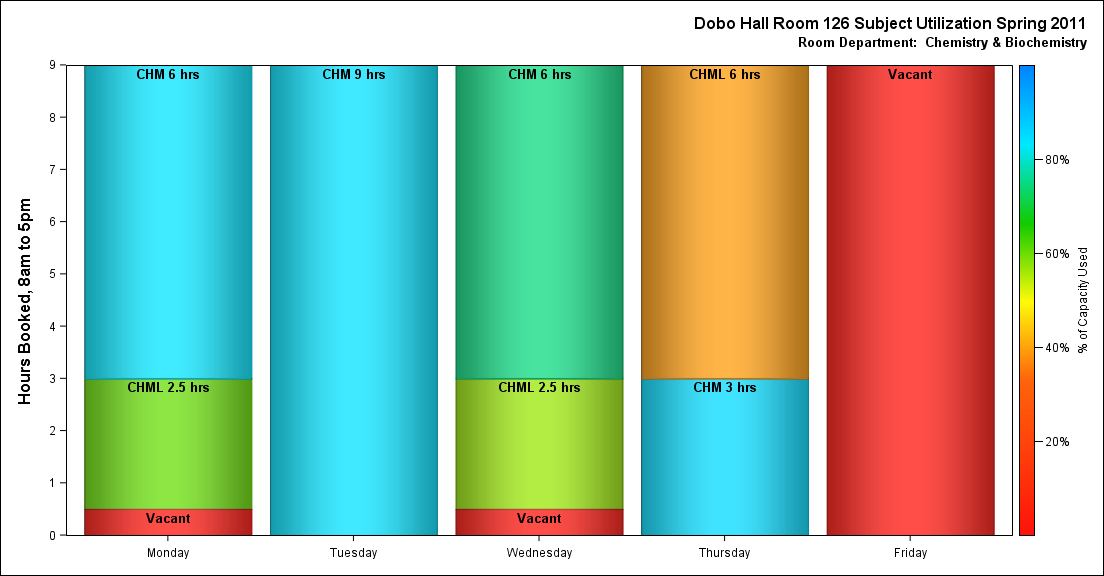 Dobo Hall Room 126 Subject Utilization Spring 2011
Room Department:  Chemistry & Biochemistry
Hours Booked, 8am to 5pm
9
8
7
6
5
4
3
2
1
0
CHM 6 hrs
CHML 2.5 hrs
Vacant
CHM 9 hrs
CHM 6 hrs
CHML 2.5 hrs
Vacant
CHML 6 hrs
CHM 3 hrs
Vacant
Monday
Tuesday
Wednesday
Thursday
Friday
80%
60%
40%
20%
% of Capacity Used